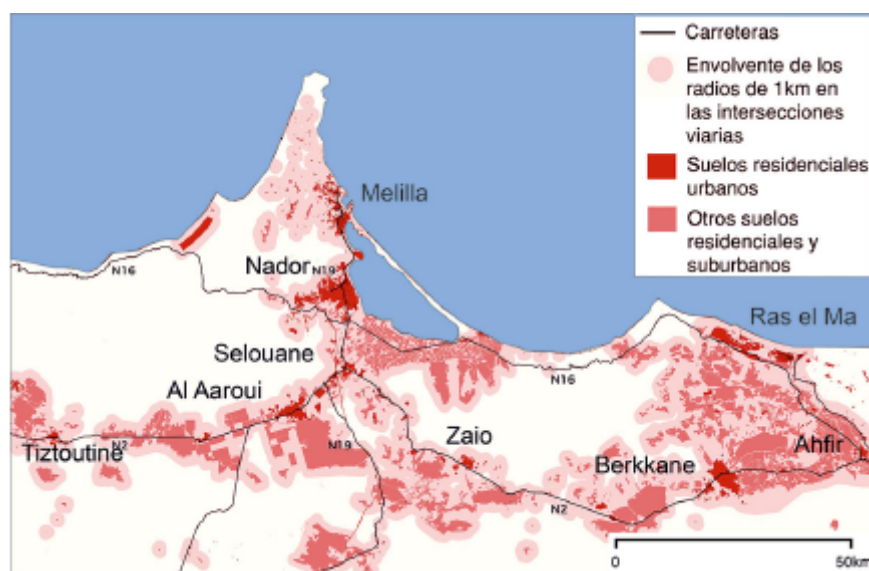 Carreteras
Envolvente de los
radios de 1km en
las intersecciones
viarias
Suelos residenciales
urbanos
Otros suelos
residenciales y
suburbanos
Melilla
Nador
N19
N16
Ras el Ma
Selouane
N16
Al Aaroui
Zaio
N19
Ahfir
N2
Tiztoutine
Berkkane
N2
0
50km